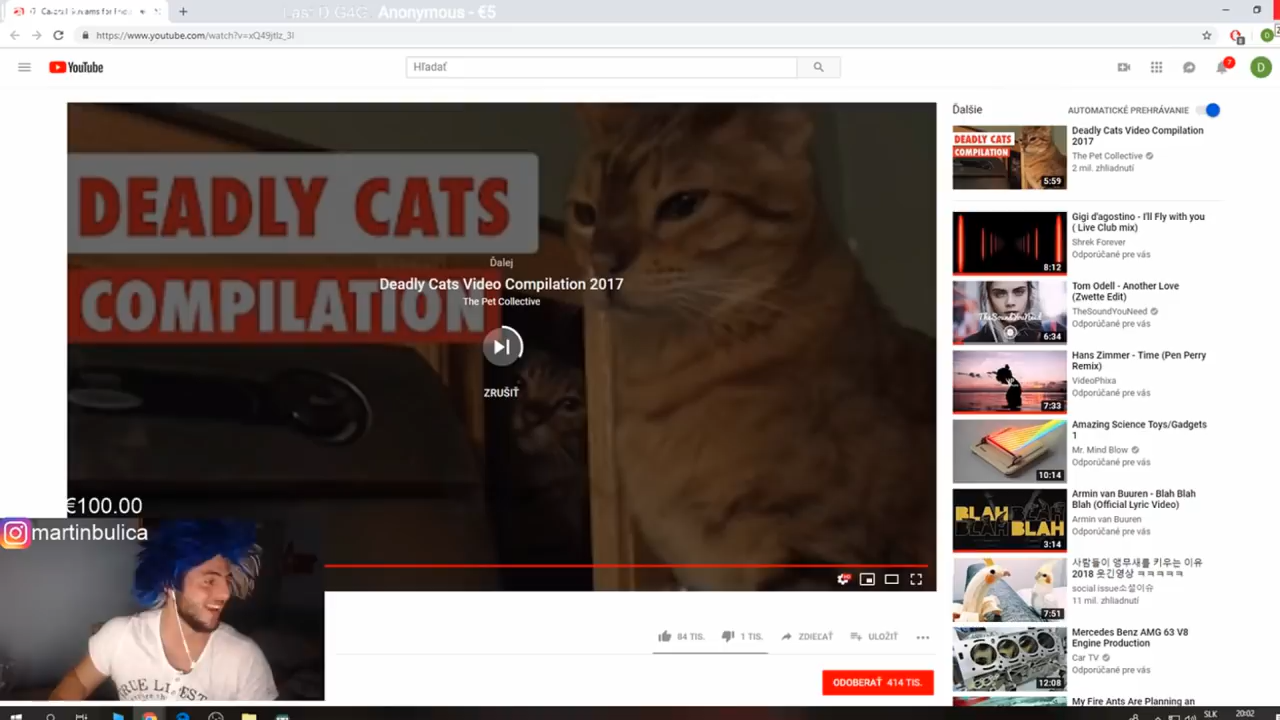 Anonymous - €5
https://www.youtube.com/watch?v=xQ49jtlz_3I
YouTube
Hľadať
7
D
DEADLY CATS
COMPILATION
Ďalej
Deadly Cats Video Compilation 2017
The Pet Collective
ZRUŠIŤ
€100.00
martinbulica
84 TIS.
1 TIS.
ZDIEĽAŤ
ULOŽIŤ
ODOBERAŤ 414 TIS.
Ďalšie
AUTOMATICKÉ PREHRÁVANIE
DEADLY CATS
COMPILATION
5:59
Deadly Cats Video Compilation
2017
The Pet Collective
2 mil. zhliadnutí
8:12
Gigi d'agostino - I'll Fly with you
( Live Club mix)
Shrek Forever
Odporúčané pre vás
TheSoundYouNeed
6:34
Tom Odell - Another Love
(Zwette Edit)
TheSoundYouNeed
Odporúčané pre vás
7:33
Hans Zimmer - Time (Pen Perry
Remix)
VideoPhixa
Odporúčané pre vás
10:14
Amazing Science Toys/Gadgets
1
Mr. Mind Blow
Odporúčané pre vás
BLAH
BLAH
BLAH
BLAH
3:14
Armin van Buuren - Blah Blah
Blah (Official Lyric Video)
Armin van Buuren
Odporúčané pre vás
7:51
사람들이 앵무새를 키우는 이유
2018 웃긴영상 ㅋㅋㅋㅋㅋ
social issue소셜이슈
11 mil. zhliadnutí
12:08
Mercedes Benz AMG 63 V8
Engine Production
Car TV
Odporúčané pre vás
My Fire Ants Are Planning an
SLK
20:02